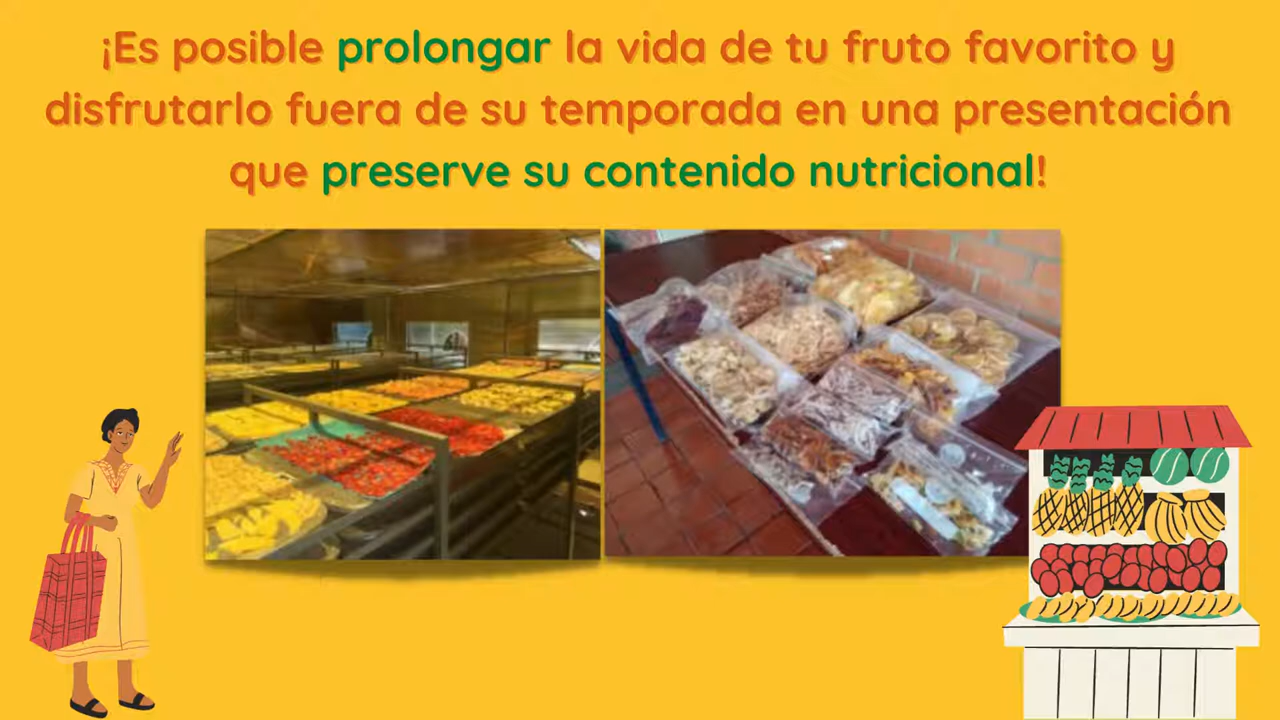 ¡Es posible prolongar la vida de tu fruto favorito y
disfrutarlo fuera de su temporada en una presentación
que preserve su contenido nutricional!